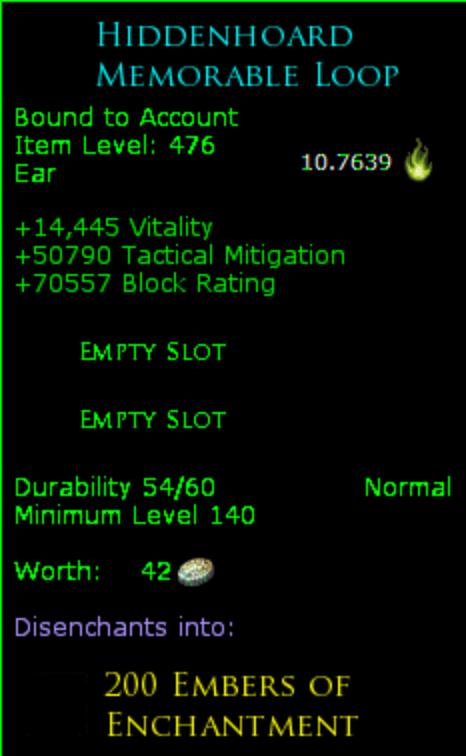 Hiddenhoard
Memorable Loop
Bound to Account
Item Level: 476
Ear
10.7639
+14,445 Vitality
+50790 Tactical Mitigation
+70557 Block Rating
Empty Slot
Empty Slot
Durability 54/60 Normal
Minimum Level 140
Worth: 42
Disenchants into:
200 Embers of
Enchantment